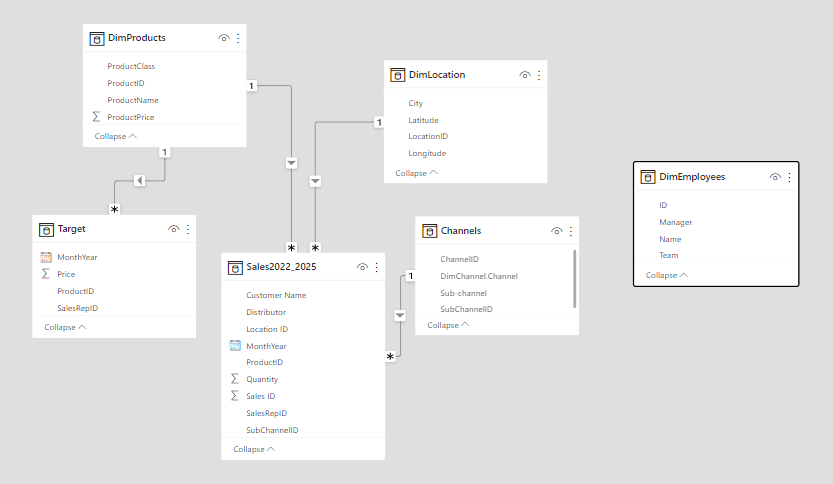 DimProducts
ProductClass
ProductID
ProductName
ProductPrice
Collapse
1
1
*
DimLocation
City
Latitude
LocationID
Longitude
Collapse
1
DimEmployees
ID
Manager
Name
Team
Collapse
Target
MonthYear
Price
ProductID
SalesRepID
Collapse
*
*
Sales2022_2025
Customer Name
Distributor
Location ID
MonthYear
ProductID
Quantity
Sales ID
SalesRepID
SubChannelID
Collapse
Channels
ChannelID
DimChannel.Channel
Sub-channel
SubChannelID
Collapse
1
*